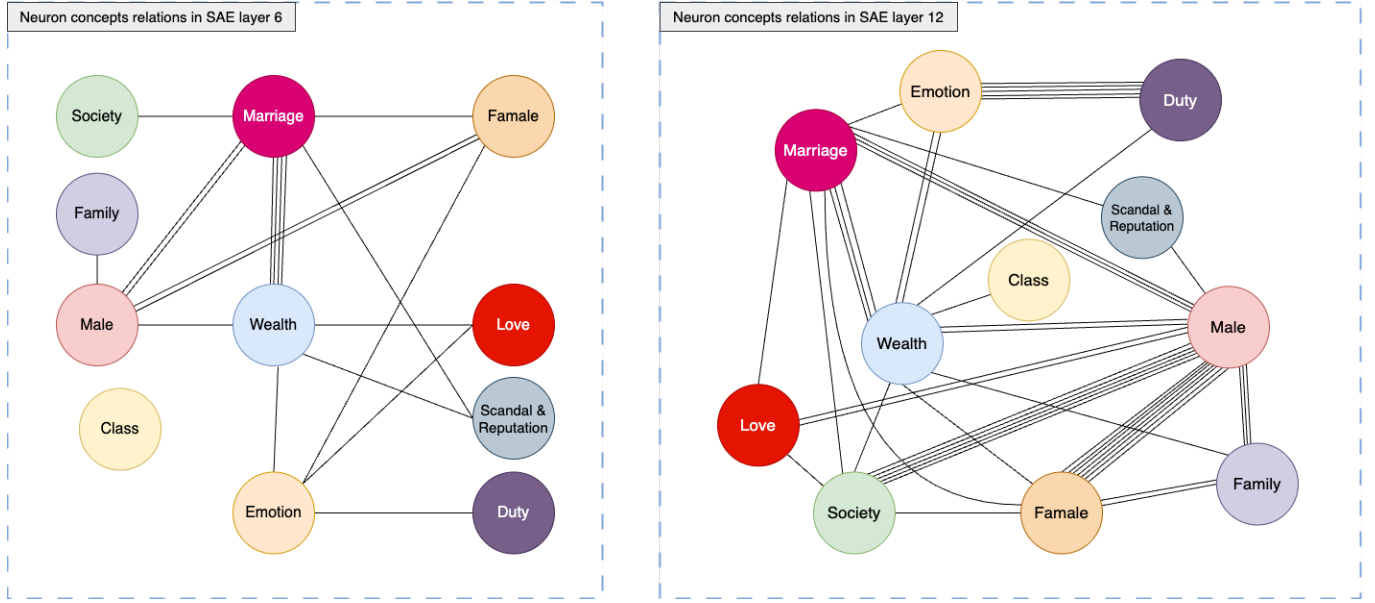 Neuron concepts relations in SAE layer 6
Society
Marriage
Famale
Family
Male
Wealth
Love
Class
Scandal &
Reputation
Emotion
Duty
Neuron concepts relations in SAE layer 12
Emotion
Duty
Marriage
Scandal &
Reputation
Class
Male
Wealth
Love
Family
Society
Famale